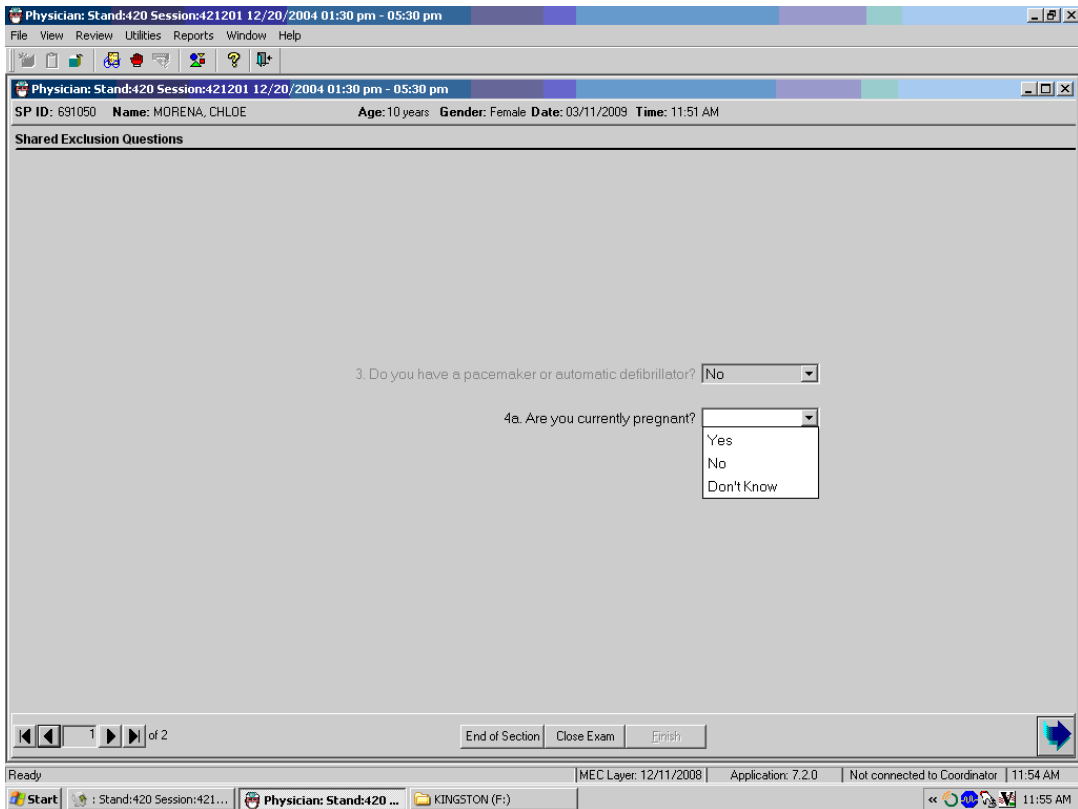 Physician: Stand:420 Session:421201 12/20/2004 01:30 pm - 05:30 pm
File View Review Utilities Reports Window Help
Physician: Stand:420 Session:421201 12/20/2004 01:30 pm - 05:30 pm
SP ID: 691050 Name: MORENA, CHLOE Age: 10 years Gender: Female Date: 03/11/2009 Time: 11:51 AM
Shared Exclusion Questions
3. Do you have a pacemaker or automatic defibrillator? No
4a. Are you currently pregnant?
Yes
No
Don't Know
1 of 2 End of Section Close Exam Finish
Ready MEC Layer: 12/11/2008 Application: 7.2.0 Not connected to Coordinator 11:54 AM
Start : Stand:420 Session:421... Physician: Stand:420 ... KINGSTON (F:) « 11:55 AM